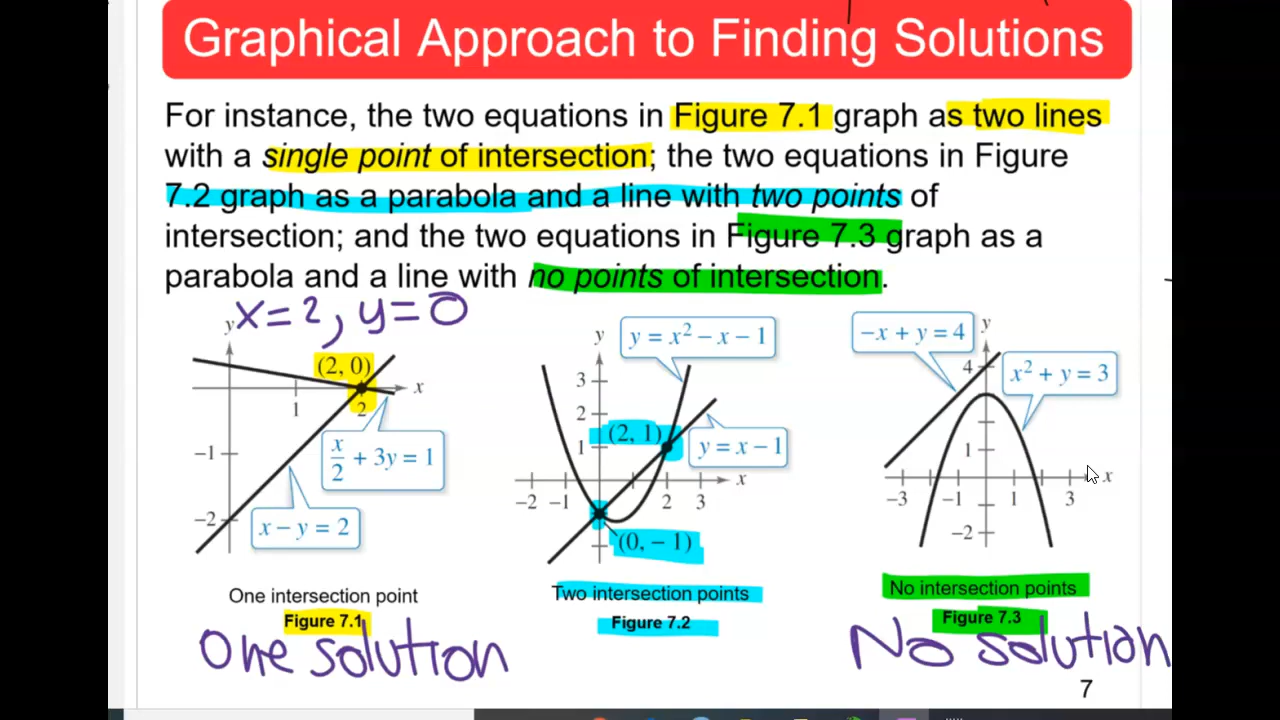 Graphical Approach to Finding Solutions
For instance, the two equations in Figure 7.1 graph as two lines
with a single point of intersection; the two equations in Figure
7.2 graph as a parabola and a line with two points of
intersection; and the two equations in Figure 7.3 graph as a
parabola and a line with no points of intersection.
x=2, y=0
y
(2, 0)
x
1
2
-1
x/2 + 3y = 1
-2
x - y = 2
One intersection point
Figure 7.1
One solution
y
y = x² - x - 1
3
2
1
(2, 1)
y = x - 1
x
-2 -1 2 3
(0, -1)
Two intersection points
Figure 7.2
-x + y = 4
y
4
x² + y = 3
1
x
-3 -1 1 3
-2
No intersection points
Figure 7.3
No solution
7